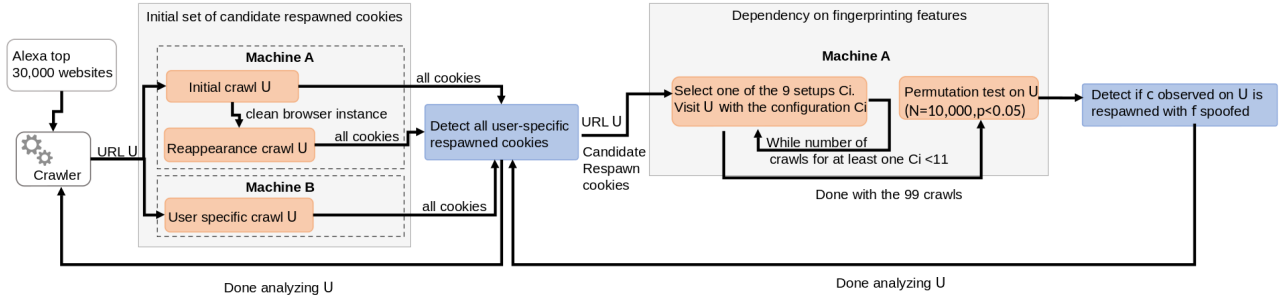 Initial set of candidate respawned cookies
Dependency on fingerprinting features
Alexa top
30,000 websites
Machine A
Initial crawl U
all cookies
clean browser instance
Reappearance crawl U
all cookies
URL U
Crawler
Machine B
User specific crawl U
all cookies
Detect all user-specific
respawned cookies
URL U
Candidate
Respawn
cookies
Machine A
Select one of the 9 setups Ci.
Visit U with the configuration Ci
While number of
crawls for at least one Ci <11
Permutation test on U
(N=10,000,p<0.05)
Done with the 99 crawls
Detect if c observed on U is
respawned with f spoofed
Done analyzing U
Done analyzing U